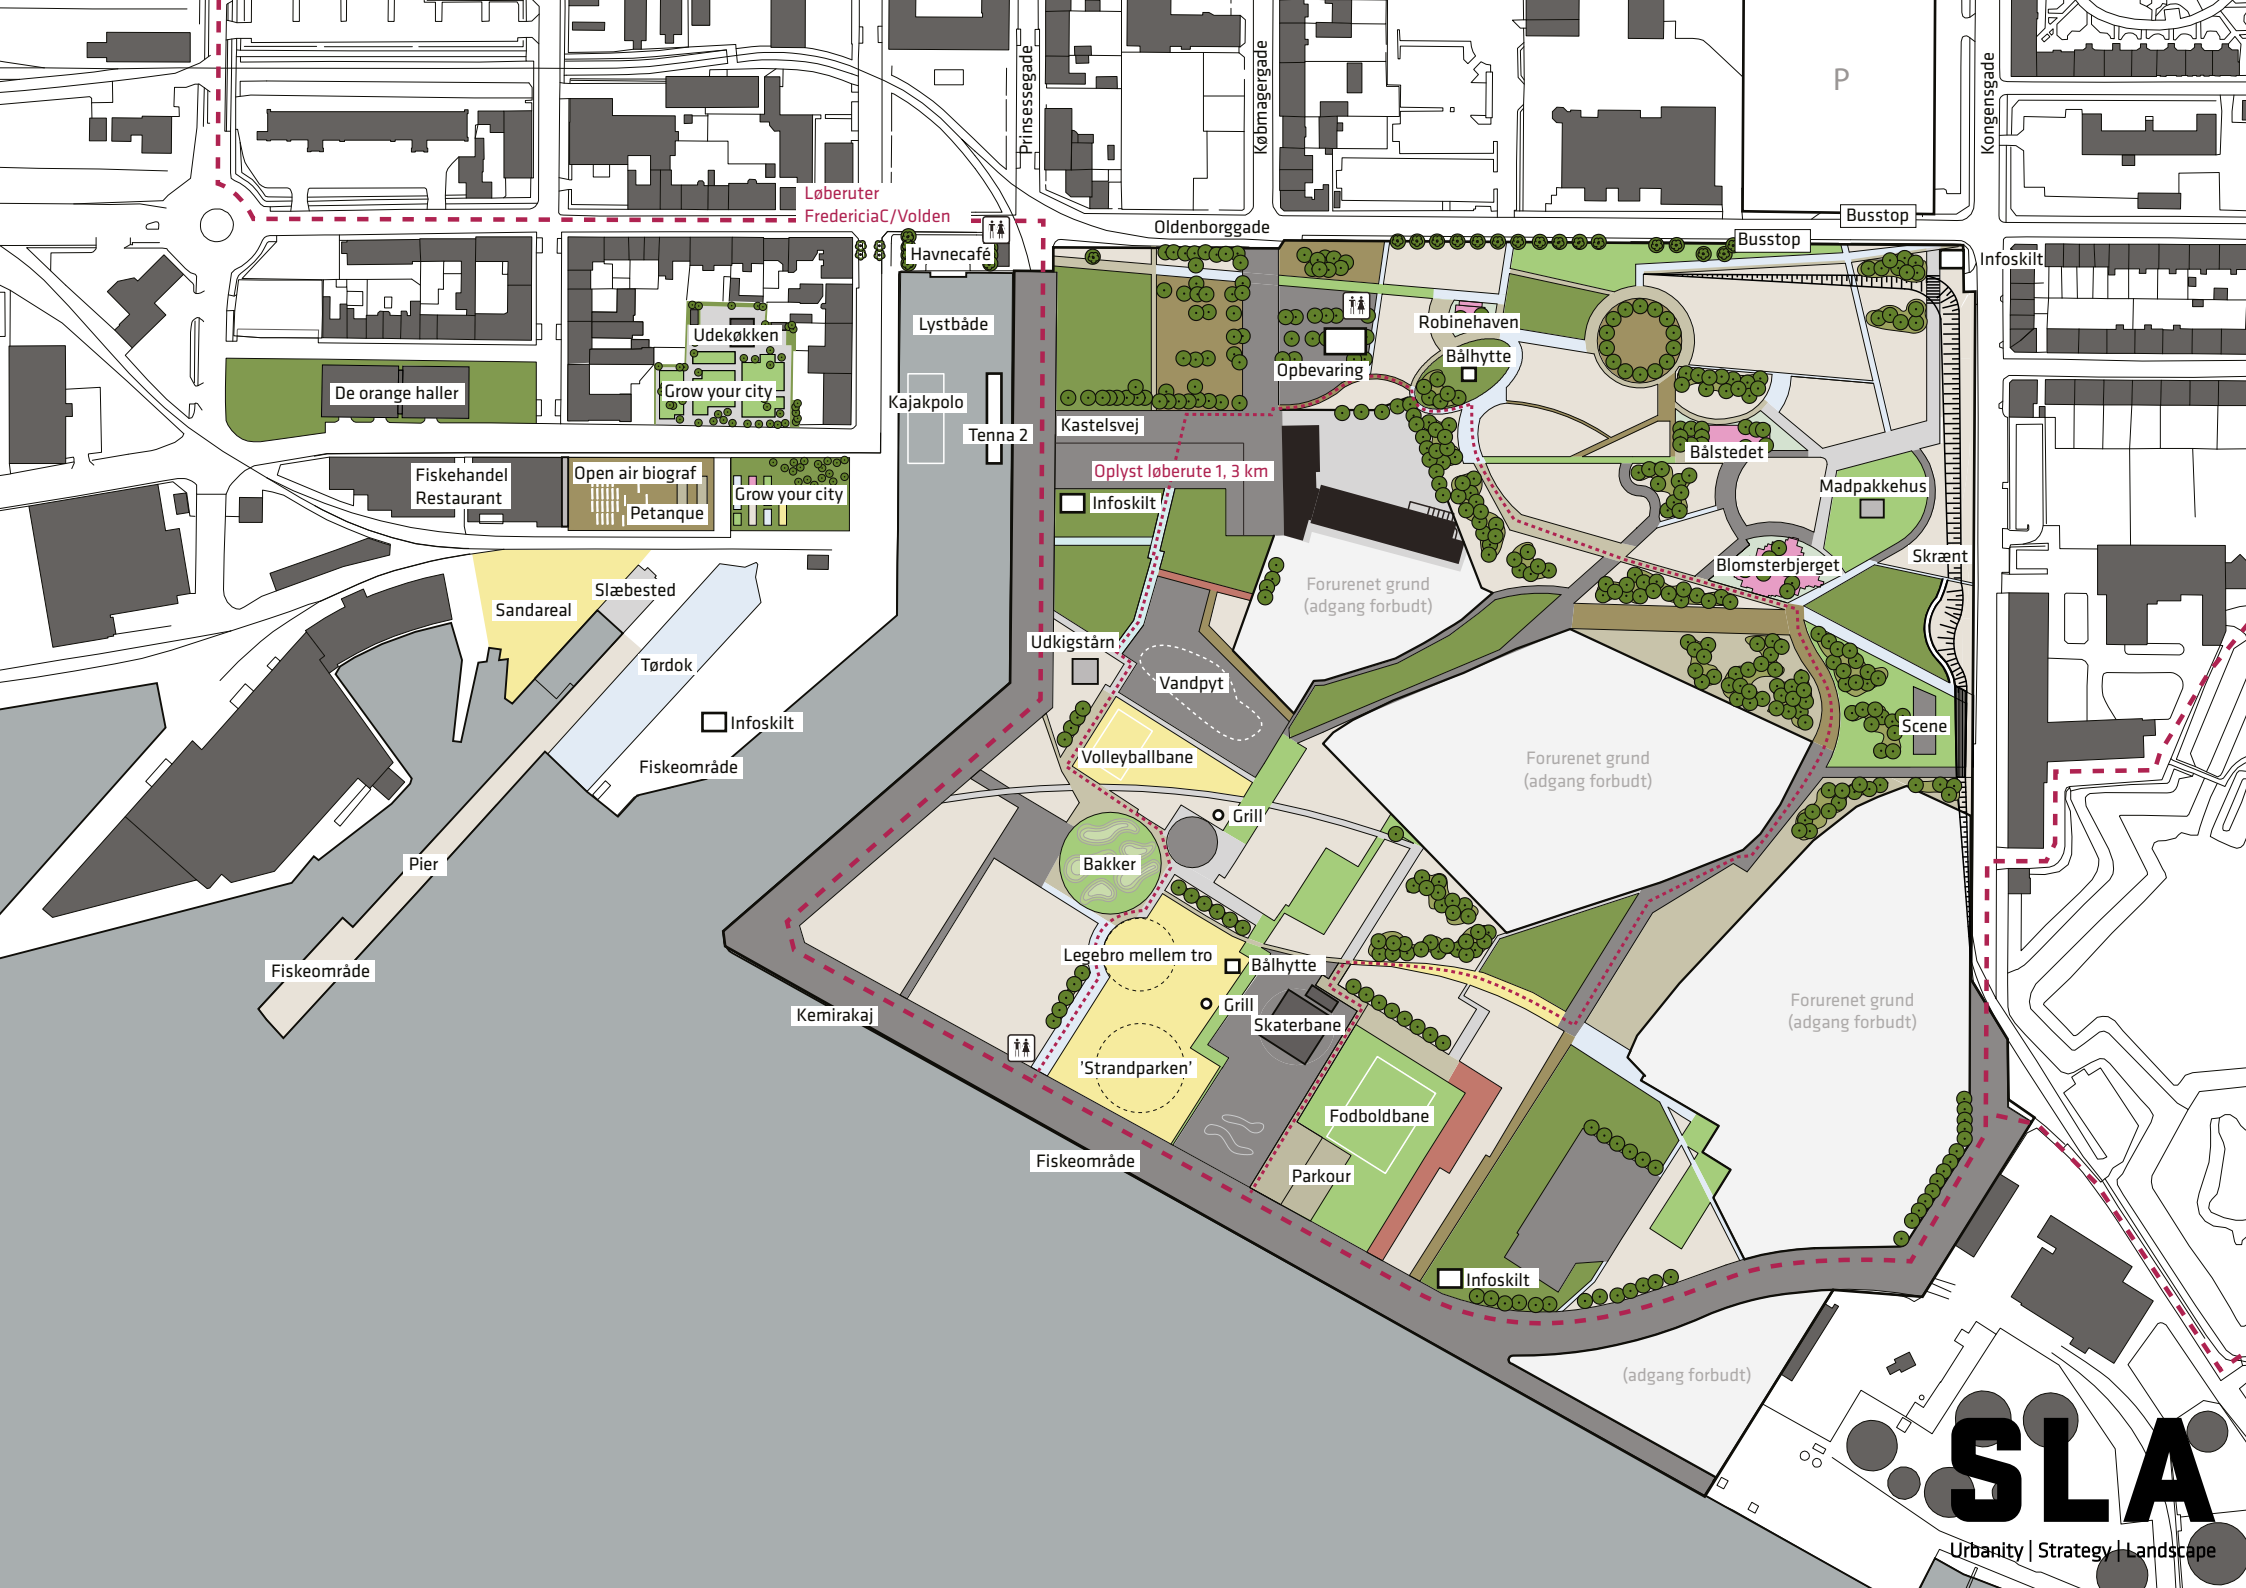 P
Prinsessegade
Købmagergade
Kongensgade
Løberuter
FredericiaC/Volden
Busstop
Oldenborggade
Busstop
Havnecafé
Infoskilt
Lystbåde
Robinehaven
Udekøkken
Bålhytte
Opbevaring
De orange haller
Grow your city
Kajakpolo
Kastelsvej
Tenna 2
Bålstedet
Oplyst løberute 1, 3 km
Fiskehandel
Restaurant
Open air biograf
Petanque
Grow your city
Infoskilt
Madpakkehus
Skrænt
Blomsterbjerget
Forurenet grund
(adgang forbudt)
Slæbested
Sandareal
Udkigstårn
Tørdok
Vandpyt
Infoskilt
Scene
Volleyballbane
Forurenet grund
(adgang forbudt)
Fiskeområde
Grill
Pier
Bakker
Legebro mellem tro
Bålhytte
Fiskeområde
Grill
Forurenet grund
(adgang forbudt)
Kemirakaj
Skaterbane
'Strandparken'
Fodboldbane
Fiskeområde
Parkour
Infoskilt
(adgang forbudt)
SLA
Urbanity | Strategy | Landscape